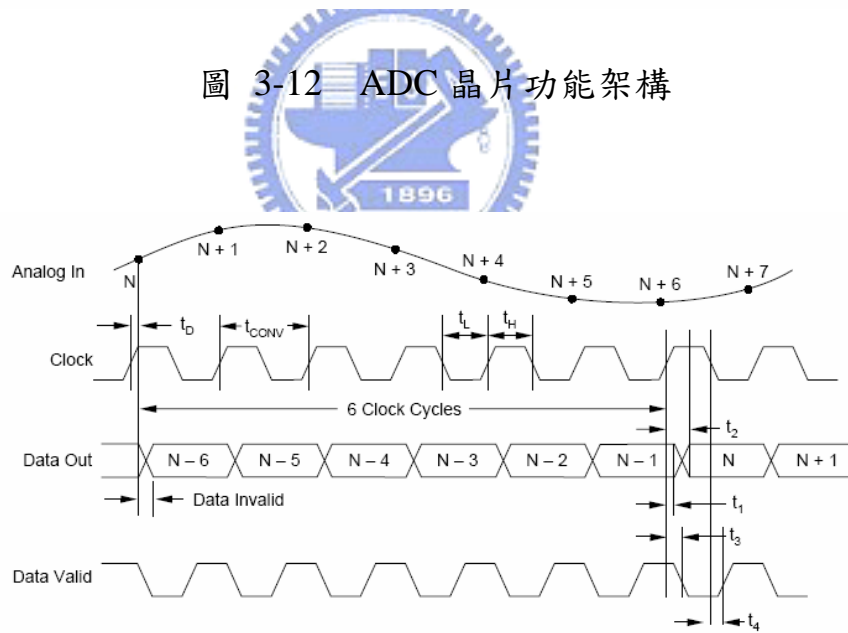 圖 3-12 ADC 晶片功能架構
1896
Analog In
N
N + 1
N + 2
N + 3
N + 4
N + 5
N + 6
N + 7
t_D
t_CONV
t_L
t_H
Clock
6 Clock Cycles
t_2
Data Out
N – 6
N – 5
N – 4
N – 3
N – 2
N – 1
N
N + 1
Data Invalid
t_1
t_3
Data Valid
t_4